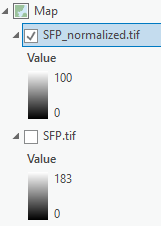 Map
SFP_normalized.tif
Value
100
0
SFP.tif
Value
183
0